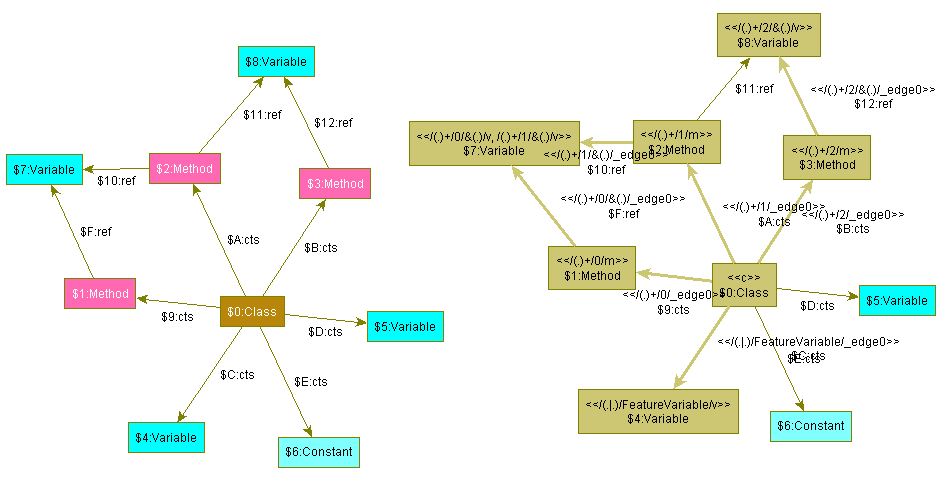 $8:Variable
$11:ref
$12:ref
$7:Variable
$2:Method
$10:ref
$3:Method
$F:ref
$A:cts
$B:cts
$1:Method
$9:cts
$0:Class
$D:cts
$5:Variable
$C:cts
$E:cts
$4:Variable
$6:Constant
<</(.)+/2/&(.)/v>>
$8:Variable
$11:ref
<</(.)+/2/&(.)/_edge0>>
$12:ref
<</(.)+/0/&(.)/v, /(.)+/1/&(.)/v>>
$7:Variable
<</(.)+/1/m>>
$2:Method
<</(.)+/1/&(.)/_edge0>>
$10:ref
<</(.)+/2/m>>
$3:Method
<</(.)+/0/&(.)/_edge0>>
$F:ref
<</(.)+/1/_edge0>>
$A:cts
<</(.)+/2/_edge0>>
$B:cts
<</(.)+/0/m>>
$1:Method
<<c>>
$0:Class
<</(.)+/0/_edge0>>
$9:cts
$D:cts
$5:Variable
<</(.|.)/FeatureVariable/_edge0>>
$C:cts
$E:cts
<</(.|.)/FeatureVariable/v>>
$4:Variable
$6:Constant